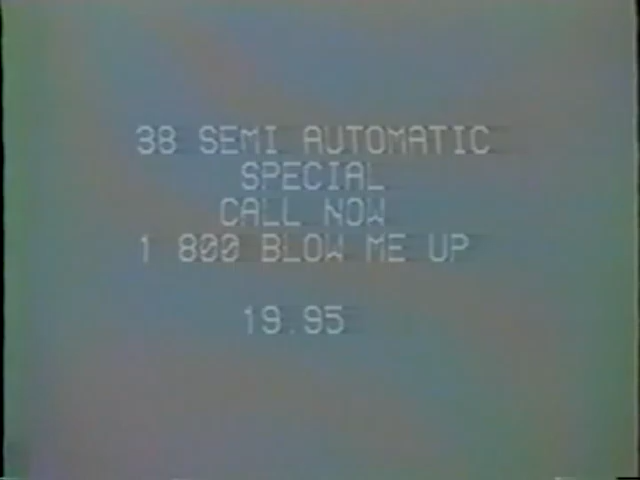 38 SEMI AUTOMATIC
SPECIAL
CALL NOW
1 800 BLOW ME UP
19.95